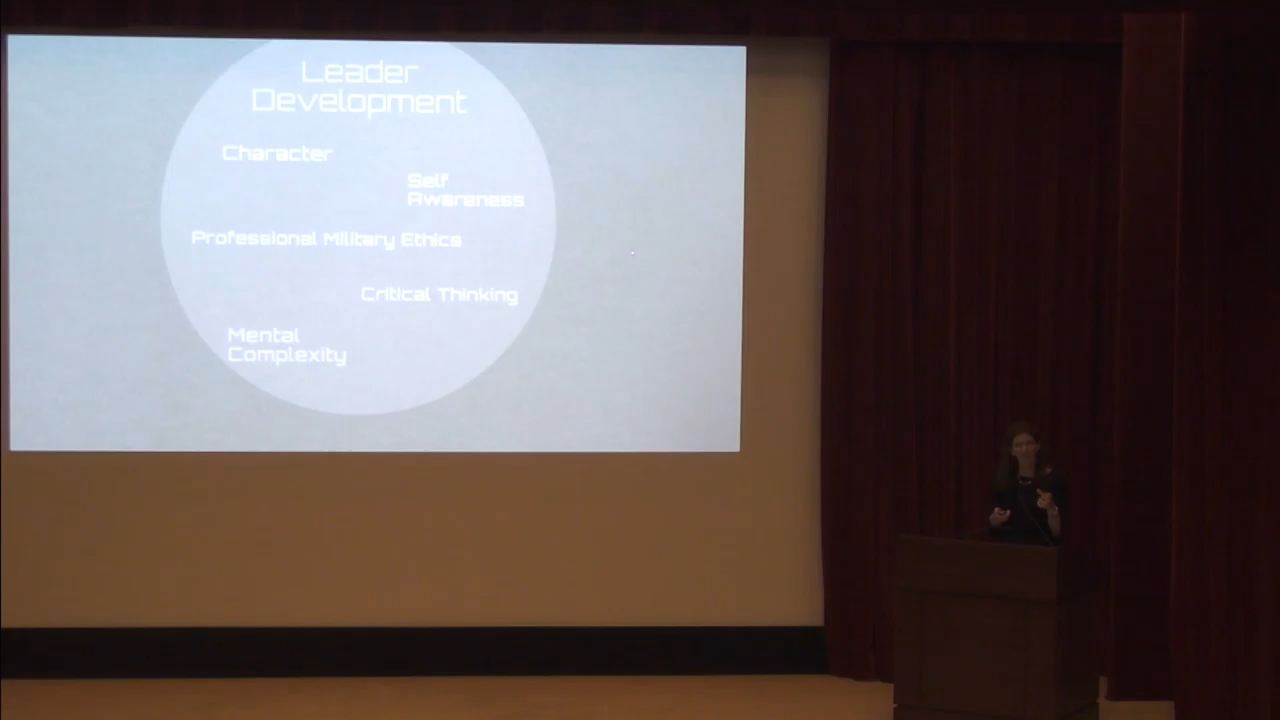 Leader
Development
Character
Self
Awareness
Professional Military Ethics
Critical Thinking
Mental
Complexity